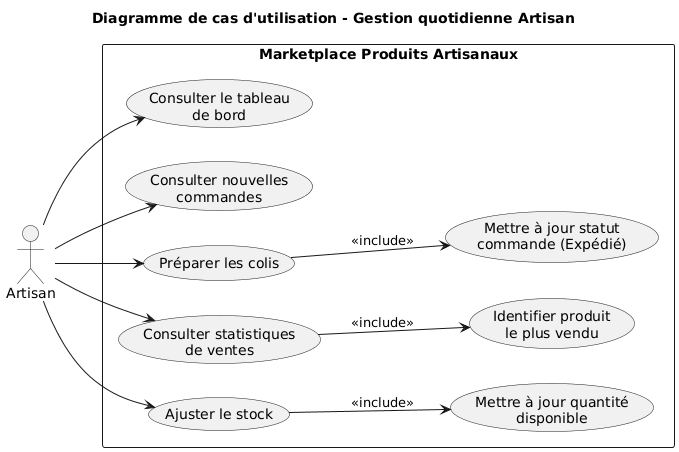 Diagramme de cas d'utilisation - Gestion quotidienne Artisan
Marketplace Produits Artisanaux
Consulter le tableau
de bord
Consulter nouvelles
commandes
Préparer les colis
«include»
Mettre à jour statut
commande (Expédié)
Artisan
Consulter statistiques
de ventes
«include»
Identifier produit
le plus vendu
Ajuster le stock
«include»
Mettre à jour quantité
disponible